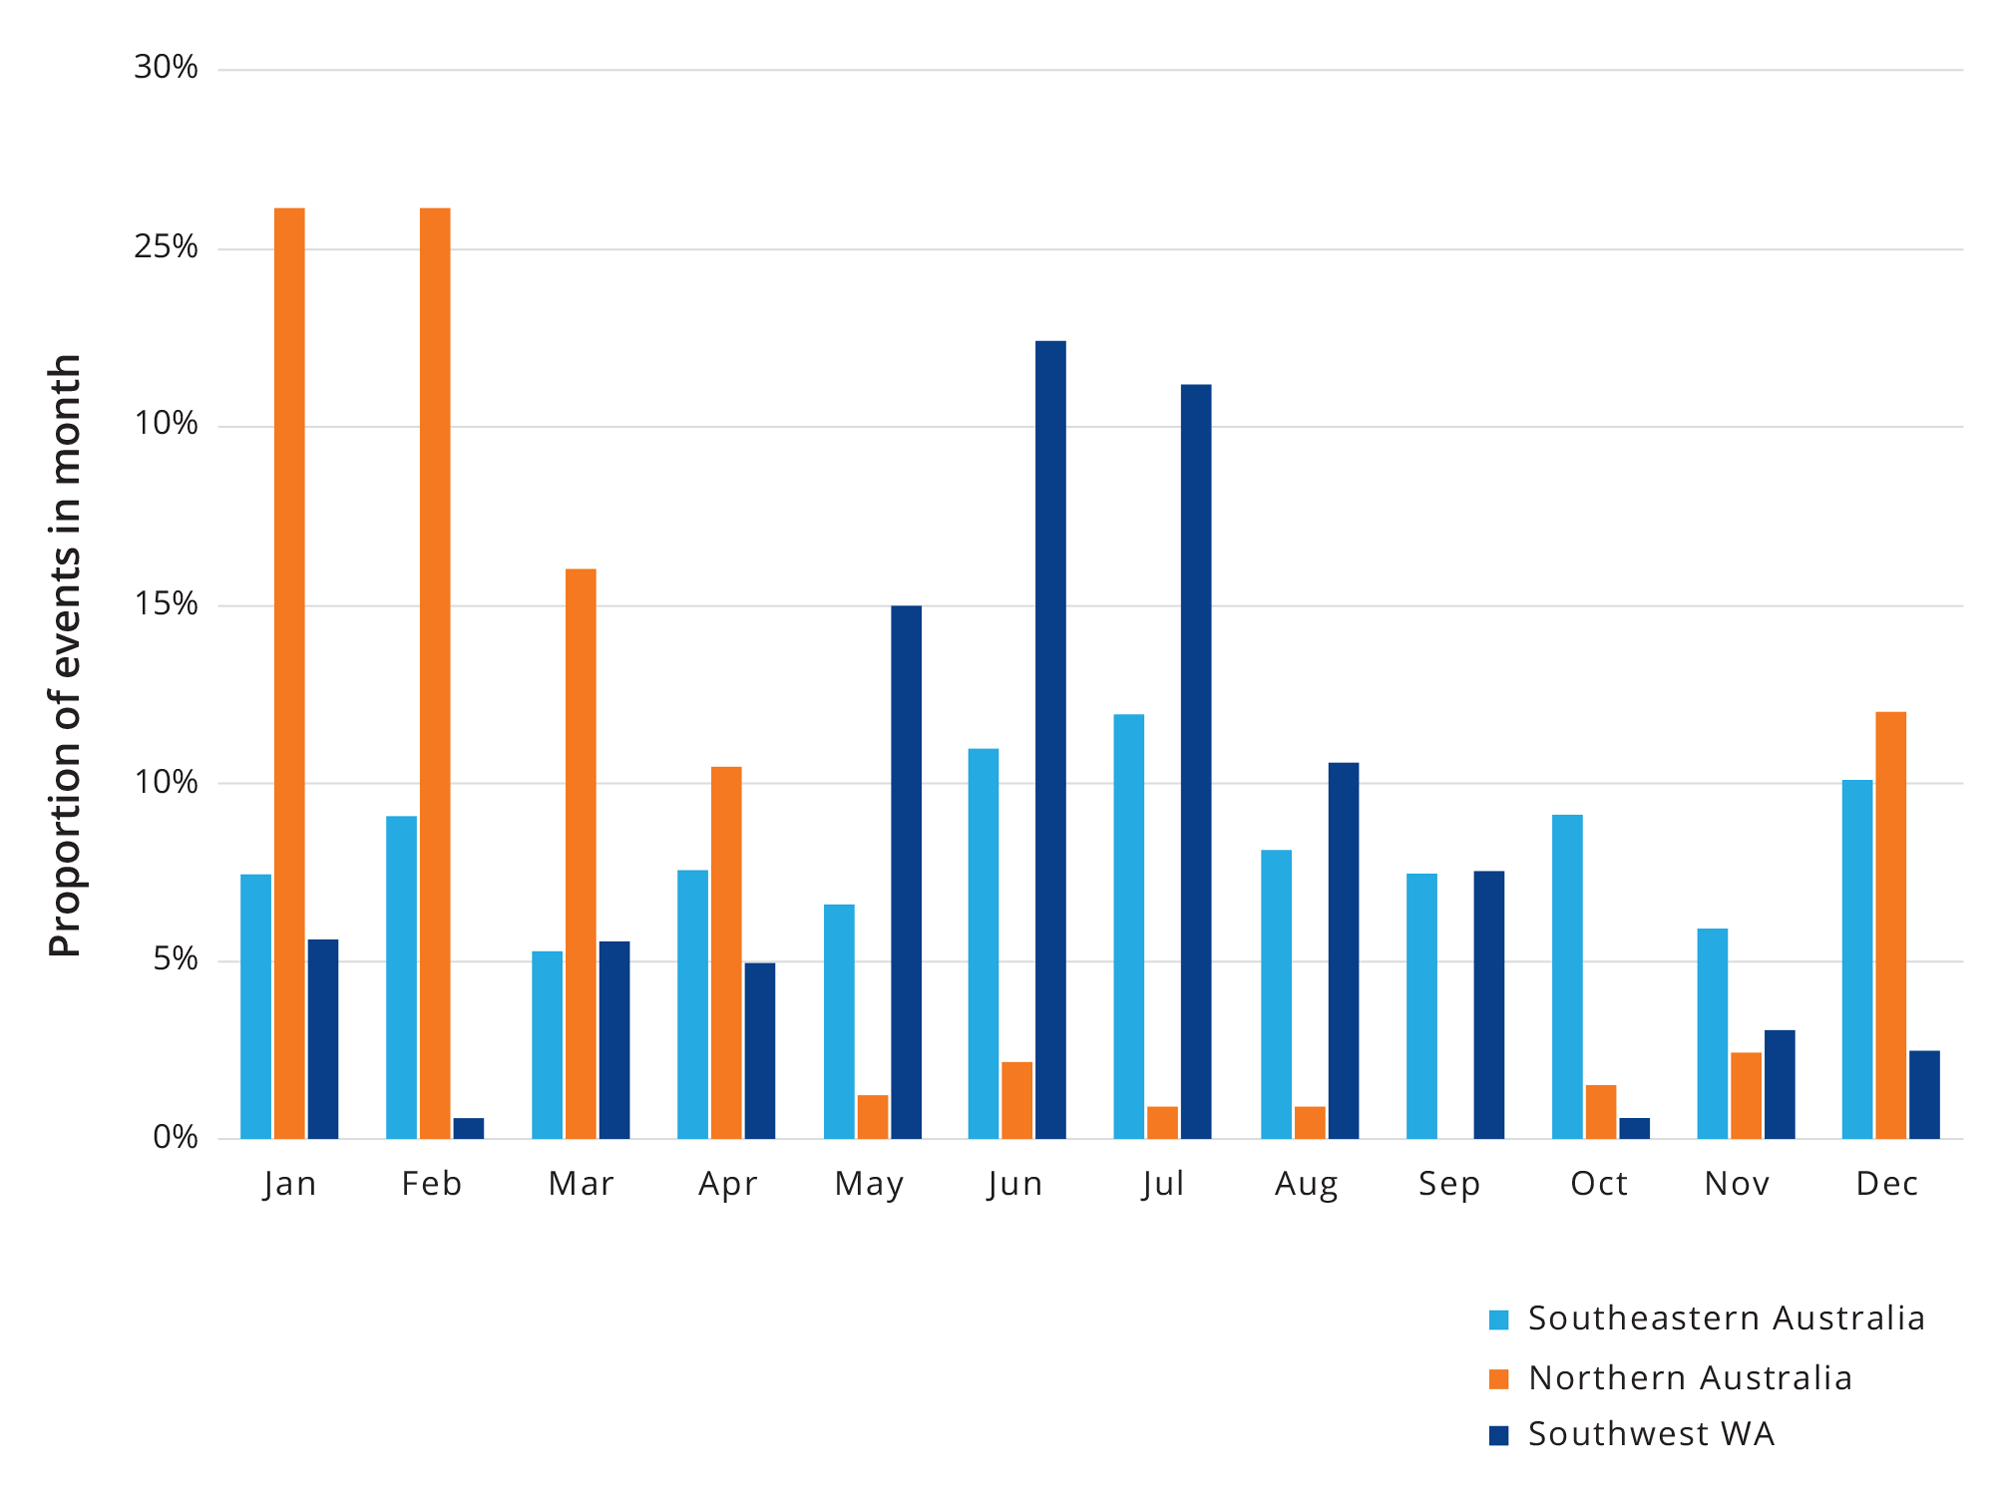 30%
25%
10%
15%
10%
5%
0%
Proportion of events in month
Jan Feb Mar Apr May Jun Jul Aug Sep Oct Nov Dec
Southeastern Australia
Northern Australia
Southwest WA